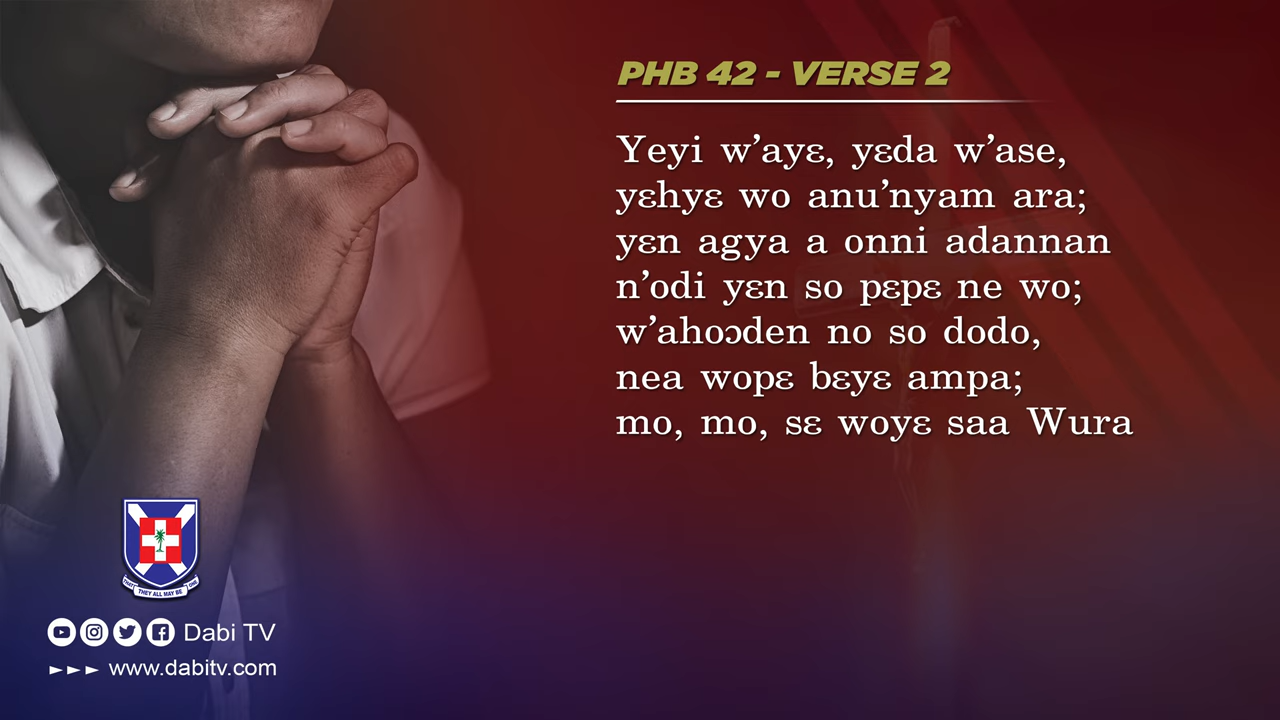 PHB 42 - VERSE 2
Yeyi w’ayɛ, yɛda w’ase,
yɛhyɛ wo anu’nyam ara;
yɛn agya a onni adannan
n’odi yɛn so pɛpɛ ne wo;
w’ahoɔden no so dodo,
nea wopɛ bɛyɛ ampa;
mo, mo, sɛ woyɛ saa Wura
THAT THEY ALL MAY BE ONE
Dabi TV
►►► www.dabitv.com